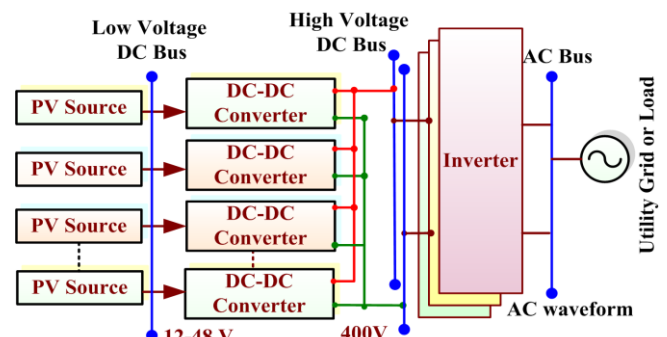 Low Voltage
DC Bus
High Voltage
DC Bus
AC Bus
PV Source
DC-DC
Converter
PV Source
DC-DC
Converter
PV Source
DC-DC
Converter
PV Source
DC-DC
Converter
Inverter
Utility Grid or Load
AC waveform
12-48 V
400V